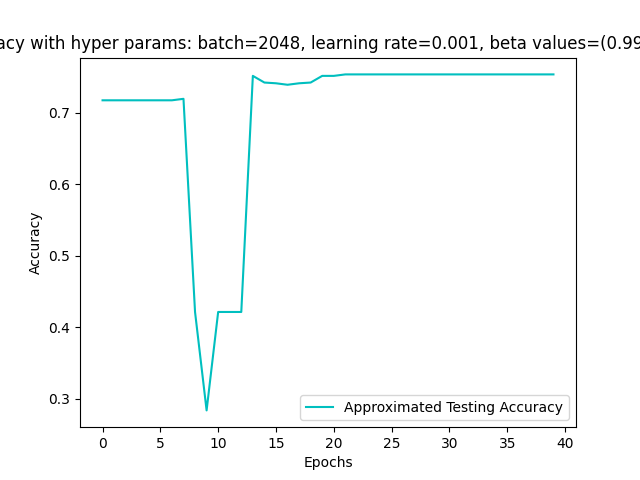 acy with hyper params: batch=2048, learning rate=0.001, beta values=(0.99
0.7
0.6
0.5
0.4
0.3
Accuracy
Approximated Testing Accuracy
0 5 10 15 20 25 30 35 40
Epochs